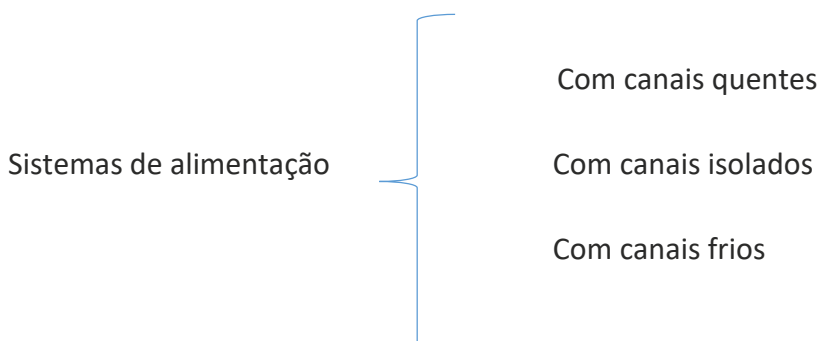 Com canais quentes
Sistemas de alimentação
Com canais isolados
Com canais frios